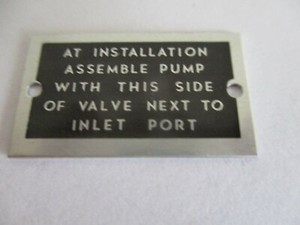 AT INSTALLATION
ASSEMBLE PUMP
WITH THIS SIDE
OF VALVE NEXT TO
INLET PORT